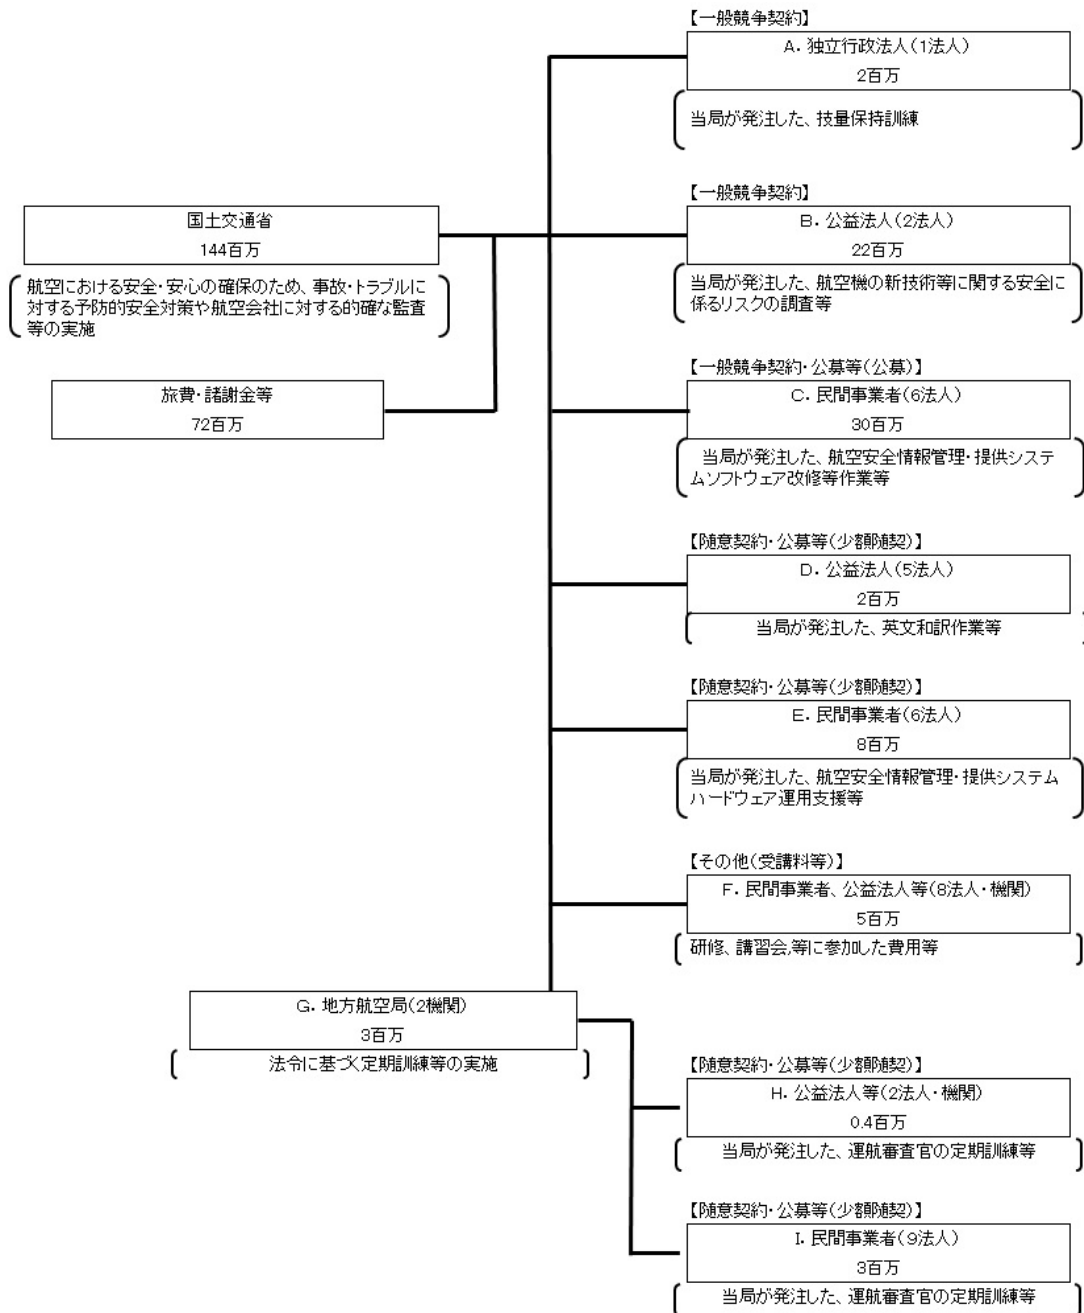 【一般競争契約】
A．独立行政法人(1法人)
2百万
当局が発注した、技量保持訓練
【一般競争契約】
国土交通省
144百万
B．公益法人(2法人)
22百万
航空における安全・安心の確保のため、事故・トラブルに
対する予防的安全対策や航空会社に対する的確な監査
等の実施
当局が発注した、航空機の新技術等に関する安全に
係るリスクの調査等
【一般競争契約・公募等(公募)】
旅費・諸謝金等
72百万
C．民間事業者(6法人)
30百万
当局が発注した、航空安全情報管理・提供システ
ムソフトウェア改修等作業等
【随意契約・公募等(少額随契)】
D．公益法人(5法人)
2百万
当局が発注した、英文和訳作業等
【随意契約・公募等(少額随契)】
E．民間事業者(6法人)
8百万
当局が発注した、航空安全情報管理・提供システム
ハードウェア運用支援等
【その他(受講料等)】
F．民間事業者、公益法人等(8法人・機関)
5百万
研修、講習会等に参加した費用等
G．地方航空局(2機関)
3百万
法令に基づく定期訓練等の実施
【随意契約・公募等(少額随契)】
H．公益法人等(2法人・機関)
0.4百万
当局が発注した、運航審査官の定期訓練等
【随意契約・公募等(少額随契)】
I．民間事業者(9法人)
3百万
当局が発注した、運航審査官の定期訓練等